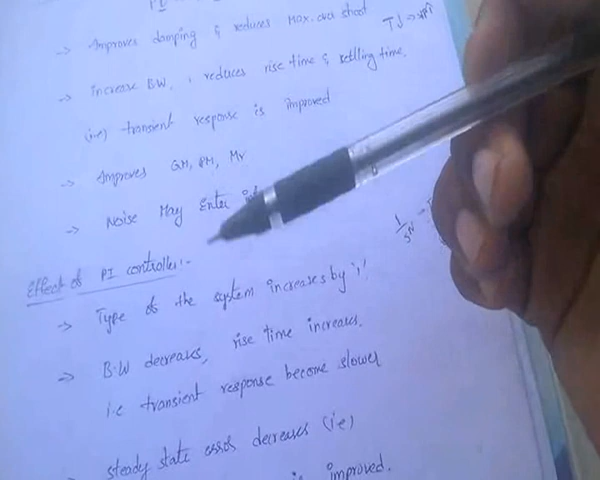 -> Improves damping & reduces Max. over shoot
-> Increase BW, i reduces rise time & settling time.
(ie) transient response is improved
-> Improves GM, PM, Mr
-> Noise May Enter
Effect of PI controller:-
-> Type of the system increases by '1'
-> B.W decreases, rise time increases.
i.e transient response become slower
-> steady state error decreases (ie)
is improved.